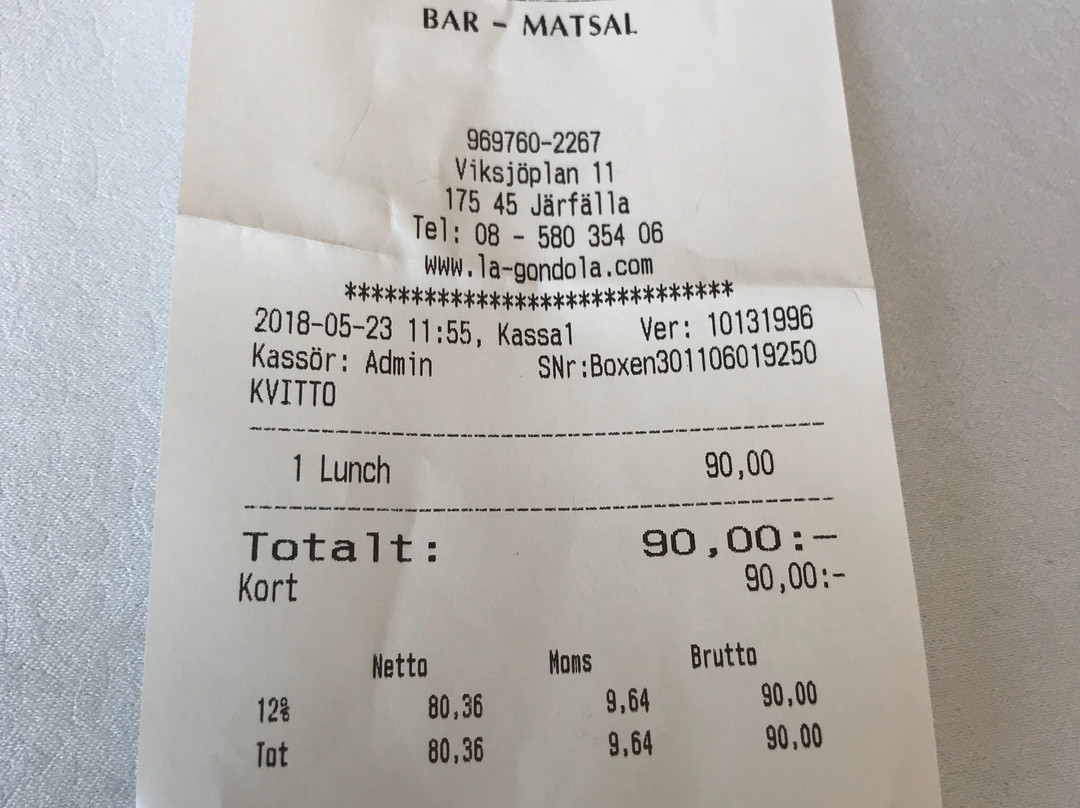 BAR - MATSAL
969760-2267
Viksjöplan 11
175 45 Järfälla
Tel: 08 - 580 354 06
www.la-gondola.com
******************************
2018-05-23 11:55, Kassa1 Ver: 10131996
Kassör: Admin SNr:Boxen301106019250
KVITTO
1 Lunch 90,00
Totalt: 90,00:-
Kort 90,00:-
Netto Moms Brutto
12% 80,36 9,64 90,00
Tot 80,36 9,64 90,00